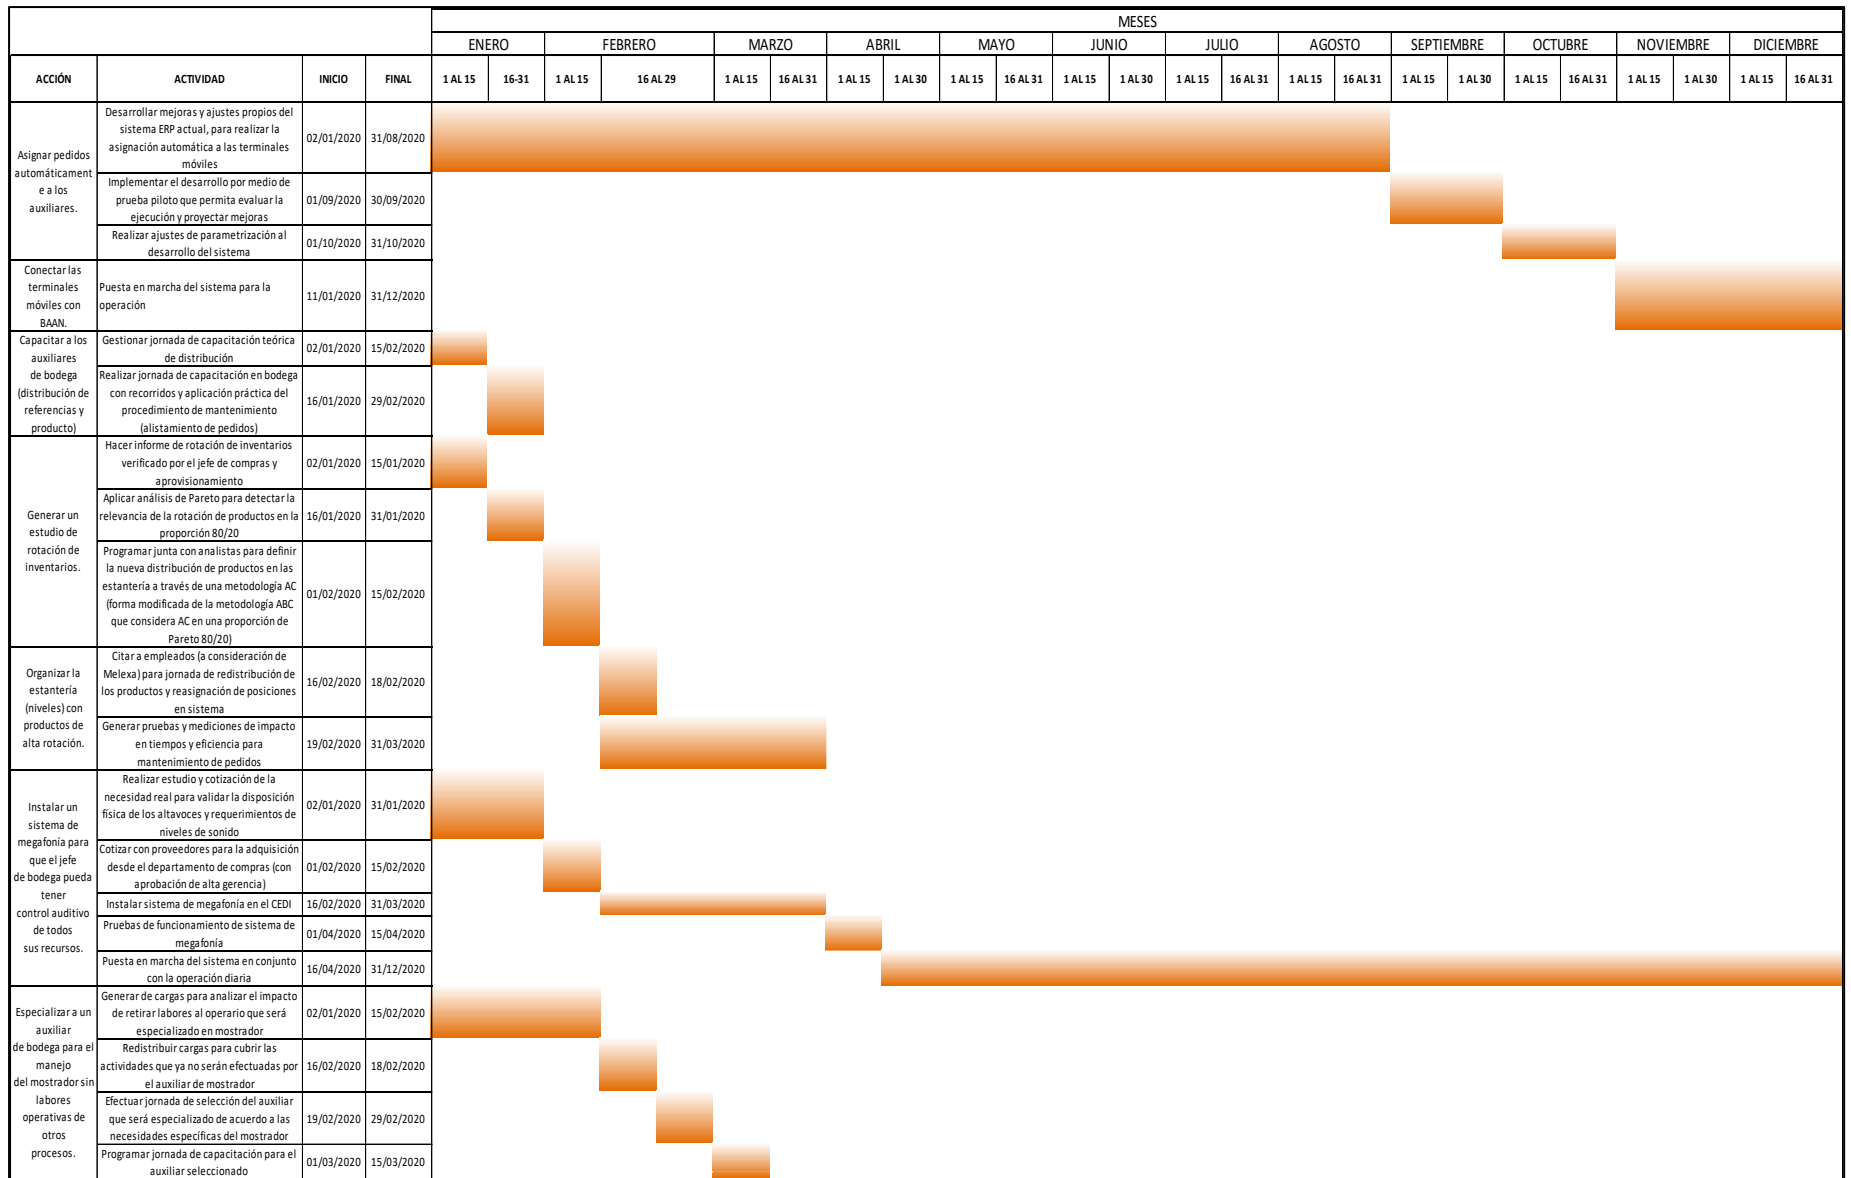 MESES
ENERO FEBRERO MARZO ABRIL MAYO JUNIO JULIO AGOSTO SEPTIEMBRE OCTUBRE NOVIEMBRE DICIEMBRE
ACCIÓN ACTIVIDAD INICIO FINAL 1 AL 15 16-31 1 AL 15 16 AL 29 1 AL 15 16 AL 31 1 AL 15 1 AL 30 1 AL 15 16 AL 31 1 AL 15 1 AL 30 1 AL 15 16 AL 31 1 AL 15 16 AL 31 1 AL 15 1 AL 30 1 AL 15 16 AL 31 1 AL 15 1 AL 30 1 AL 15 16 AL 31
Asignar pedidos
automáticament
e a los
auxiliares.
Desarrollar mejoras y ajustes propios del
sistema ERP actual, para realizar la
asignación automática a las terminales
móviles
02/01/2020 31/08/2020
Implementar el desarrollo por medio de
prueba piloto que permita evaluar la
ejecución y proyectar mejoras
01/09/2020 30/09/2020
Realizar ajustes de parametrización al
desarrollo del sistema
01/10/2020 31/10/2020
Conectar las
terminales
móviles con
BAAN.
Puesta en marcha del sistema para la
operación
11/01/2020 31/12/2020
Capacitar a los
auxiliares
de bodega
(distribución de
referencias y
producto)
Gestionar jornada de capacitación teórica
de distribución
02/01/2020 15/02/2020
Realizar jornada de capacitación en bodega
con recorridos y aplicación práctica del
procedimiento de mantenimiento
(alistamiento de pedidos)
16/01/2020 29/02/2020
Generar un
estudio de
rotación de
inventarios.
Hacer informe de rotación de inventarios
verificado por el jefe de compras y
aprovisionamiento
02/01/2020 15/01/2020
Aplicar análisis de Pareto para detectar la
relevancia de la rotación de productos en la
proporción 80/20
16/01/2020 31/01/2020
Programar junta con analistas para definir
la nueva distribución de productos en las
estantería a través de una metodología AC
(forma modificada de la metodología ABC
que considera AC en una proporción de
Pareto 80/20)
01/02/2020 15/02/2020
Organizar la
estantería
(niveles) con
productos de
alta rotación.
Citar a empleados (a consideración de
Melexa) para jornada de redistribución de
los productos y reasignación de posiciones
en sistema
16/02/2020 18/02/2020
Generar pruebas y mediciones de impacto
en tiempos y eficiencia para
mantenimiento de pedidos
19/02/2020 31/03/2020
Instalar un
sistema de
megafonía para
que el jefe
de bodega pueda
tener
control auditivo
de todos
sus recursos.
Realizar estudio y cotización de la
necesidad real para validar la disposición
física de los altavoces y requerimientos de
niveles de sonido
02/01/2020 31/01/2020
Cotizar con proveedores para la adquisición
desde el departamento de compras (con
aprobación de alta gerencia)
01/02/2020 15/02/2020
Instalar sistema de megafonía en el CEDI
16/02/2020 31/03/2020
Pruebas de funcionamiento de sistema de
megafonía
01/04/2020 15/04/2020
Puesta en marcha del sistema en conjunto
con la operación diaria
16/04/2020 31/12/2020
Especializar a un
auxiliar
de bodega para el
manejo
del mostrador sin
labores
operativas de
otros
procesos.
Generar de cargas para analizar el impacto
de retirar labores al operario que será
especializado en mostrador
02/01/2020 15/02/2020
Redistribuir cargas para cubrir las
actividades que ya no serán efectuadas por
el auxiliar de mostrador
16/02/2020 18/02/2020
Efectuar jornada de selección del auxiliar
que será especializado de acuerdo a las
necesidades específicas del mostrador
19/02/2020 29/02/2020
Programar jornada de capacitación para el
auxiliar seleccionado
01/03/2020 15/03/2020